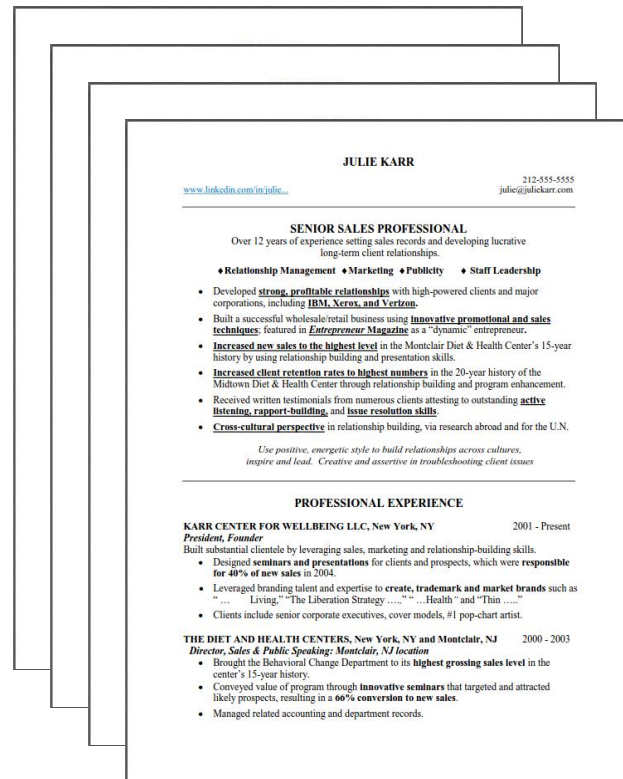 JULIE KARR
212-555-5555
www.linkedin.com/in/julie... julie@juliekarr.com
SENIOR SALES PROFESSIONAL
Over 12 years of experience setting sales records and developing lucrative
long-term client relationships.
♦Relationship Management ♦Marketing ♦Publicity ♦ Staff Leadership
• Developed strong, profitable relationships with high-powered clients and major
corporations, including IBM, Xerox, and Verizon.
• Built a successful wholesale/retail business using innovative promotional and sales
techniques; featured in Entrepreneur Magazine as a “dynamic” entrepreneur.
• Increased new sales to the highest level in the Montclair Diet & Health Center’s 15-year
history by using relationship building and presentation skills.
• Increased client retention rates to highest numbers in the 20-year history of the
Midtown Diet & Health Center through relationship building and program enhancement.
• Received written testimonials from numerous clients attesting to outstanding active
listening, rapport-building, and issue resolution skills.
• Cross-cultural perspective in relationship building, via research abroad and for the U.N.
Use positive, energetic style to build relationships across cultures,
inspire and lead. Creative and assertive in troubleshooting client issues
PROFESSIONAL EXPERIENCE
KARR CENTER FOR WELLBEING LLC, New York, NY 2001 - Present
President, Founder
Built substantial clientele by leveraging sales, marketing and relationship-building skills.
• Designed seminars and presentations for clients and prospects, which were responsible
for 40% of new sales in 2004.
• Leveraged branding talent and expertise to create, trademark and market brands such as
“ … Living,” “The Liberation Strategy ….,” “ …Health“ and “Thin …..”
• Clients include senior corporate executives, cover models, #1 pop-chart artist.
THE DIET AND HEALTH CENTERS, New York, NY and Montclair, NJ 2000 - 2003
Director, Sales & Public Speaking: Montclair, NJ location
• Brought the Behavioral Change Department to its highest grossing sales level in the
center’s 15-year history.
• Conveyed value of program through innovative seminars that targeted and attracted
likely prospects, resulting in a 66% conversion to new sales.
• Managed related accounting and department records.